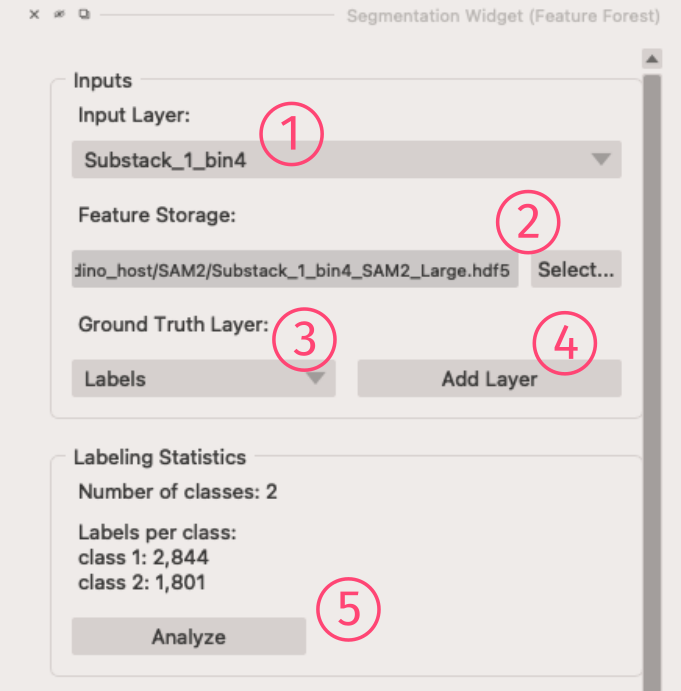 Segmentation Widget (Feature Forest)
Inputs
Input Layer:
1
Substack_1_bin4
Feature Storage:
2
dino_host/SAM2/Substack_1_bin4_SAM2_Large.hdf5 Select...
Ground Truth Layer:
3
4
Labels Add Layer
Labeling Statistics
Number of classes: 2
Labels per class:
class 1: 2,844
class 2: 1,801
5
Analyze